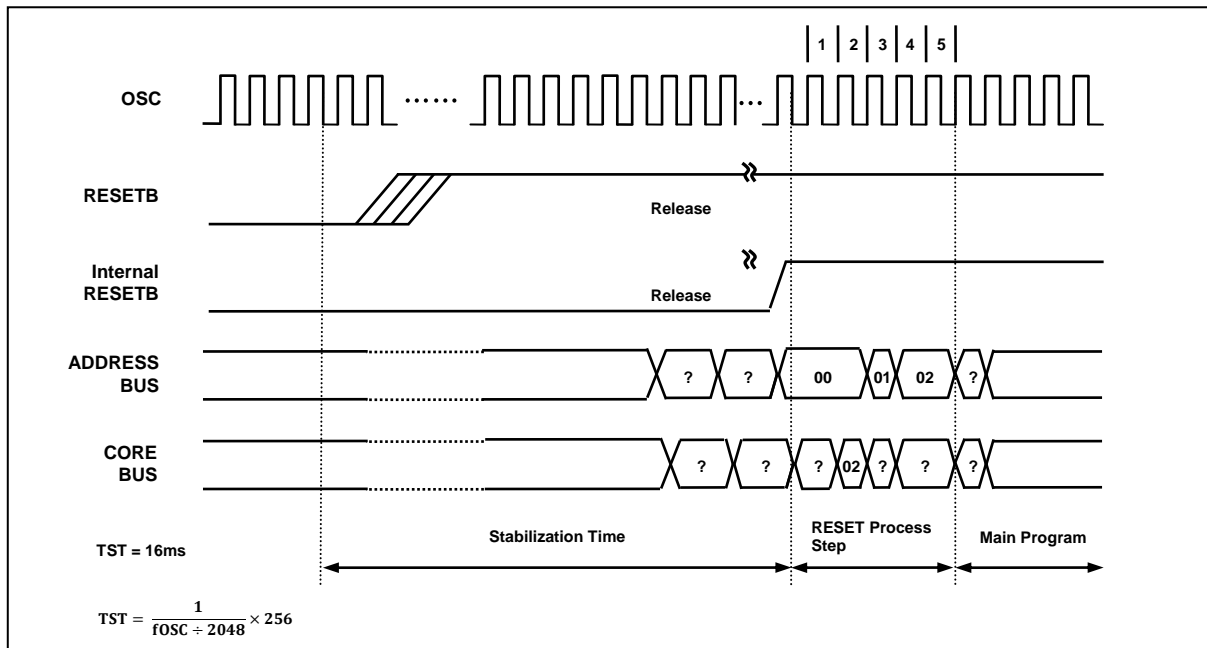 1 2 3 4 5
OSC
......
...
RESETB
Release
Internal
RESETB
Release
ADDRESS
BUS
? ? 00 01 02 ?
CORE
BUS
? ? ? 02 ? ? ?
TST = 16ms
Stabilization Time
RESET Process
Step
Main Program
TST = 1 / fOSC ÷ 2048 × 256